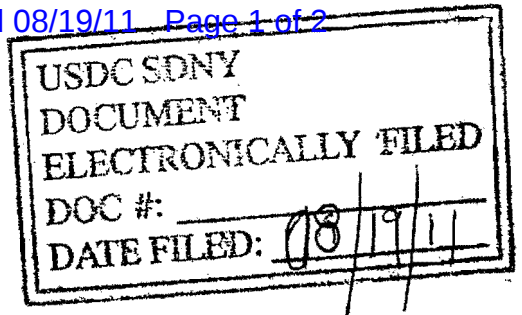 08/19/11 Page 1 of 2
USDC SDNY
DOCUMENT
ELECTRONICALLY FILED
DOC #:
DATE FILED: 08/19/11